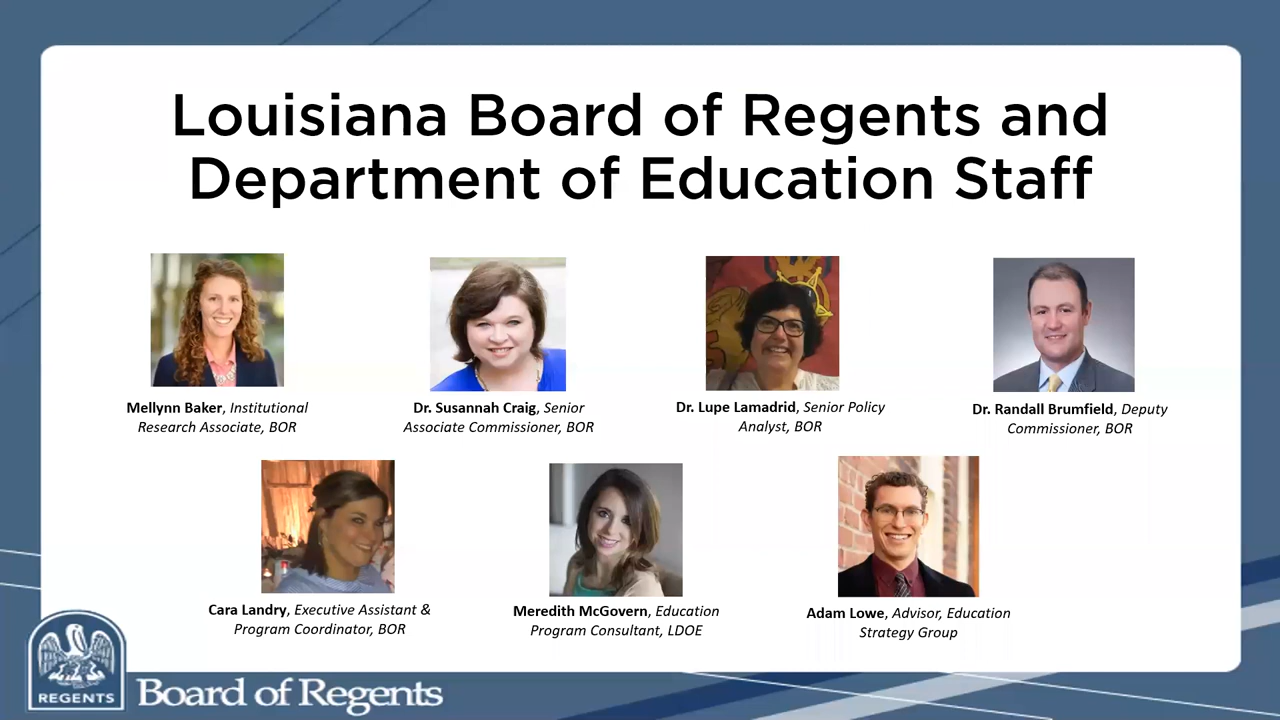 Louisiana Board of Regents and
Department of Education Staff
Mellynn Baker, Institutional
Research Associate, BOR
Dr. Susannah Craig, Senior
Associate Commissioner, BOR
Dr. Lupe Lamadrid, Senior Policy
Analyst, BOR
Dr. Randall Brumfield, Deputy
Commissioner, BOR
Cara Landry, Executive Assistant &
Program Coordinator, BOR
Meredith McGovern, Education
Program Consultant, LDOE
Adam Lowe, Advisor, Education
Strategy Group
REGENTS
Board of Regents